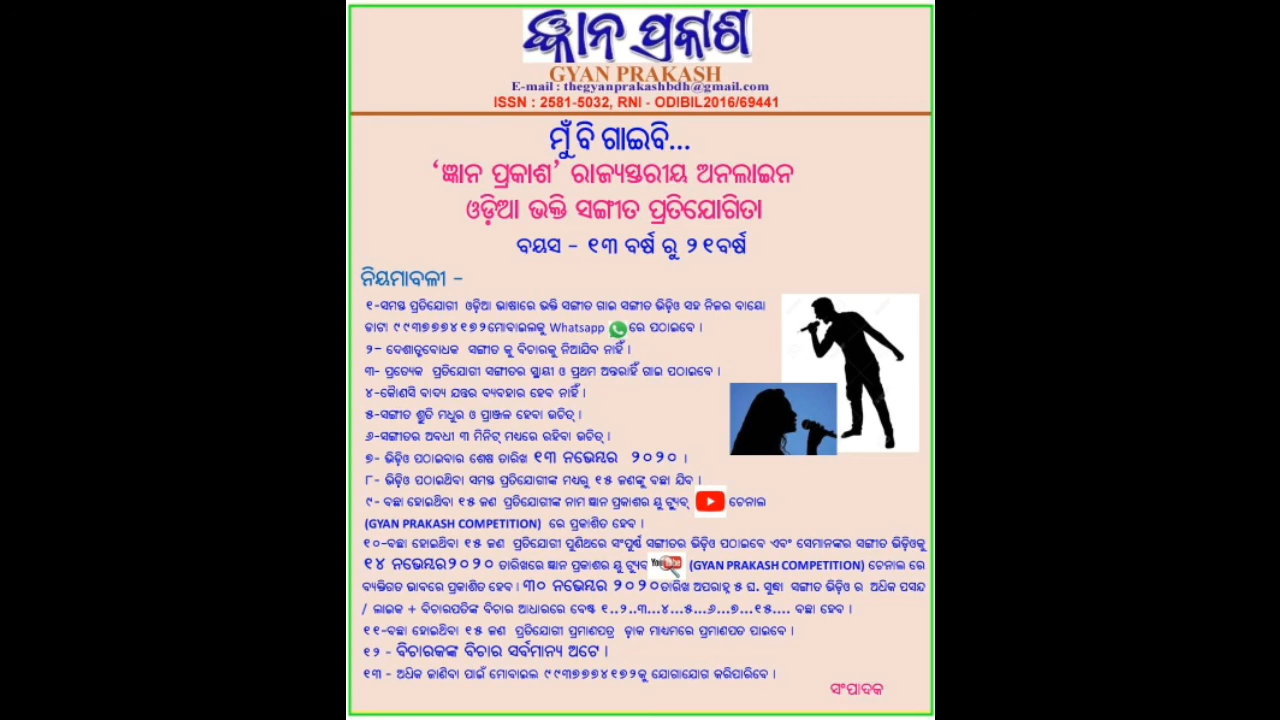 ଜ୍ଞାନ ପ୍ରକାଶ
GYAN PRAKASH
E-mail : thegyanprakashbdh@gmail.com
ISSN : 2581-5032, RNI - ODIBIL2016/69441
ମୁଁ ବି ଗାଇବି...
‘ଜ୍ଞାନ ପ୍ରକାଶ’ ରାଜ୍ୟସ୍ତରୀୟ ଅନଲାଇନ
ଓଡ଼ିଆ ଭକ୍ତି ସଙ୍ଗୀତ ପ୍ରତିଯୋଗିତା
ବୟସ - ୧୩ ବର୍ଷ ରୁ ୨୧ବର୍ଷ
ନିୟମାବଳୀ -
୧-ସମସ୍ତ ପ୍ରତିଯୋଗୀ ଓଡ଼ିଆ ଭାଷାରେ ଭକ୍ତି ସଙ୍ଗୀତ ଗାଇ ସଙ୍ଗୀତ ଭିଡ଼ିଓ ସହ ନିଜର ବାୟୋ
ଡାଟା ୯୯୩୭୭୭୪୧୭୨ମୋବାଇଲକୁ Whatsapp ରେ ପଠାଇବେ ।
୨- ଦେଶାତ୍ମବୋଧକ ସଙ୍ଗୀତ କୁ ବିଚାରକୁ ନିଆଯିବ ନାହିଁ ।
୩- ପ୍ରତ୍ୟେକ ପ୍ରତିଯୋଗୀ ସଙ୍ଗୀତର ସ୍ଥାୟୀ ଓ ପ୍ରଥମ ଅନ୍ତରାହିଁ ଗାଇ ପଠାଇବେ ।
୪-କୌଣସି ବାଦ୍ୟ ଯନ୍ତ୍ରର ବ୍ୟବହାର ହେବ ନାହିଁ ।
୫-ସଙ୍ଗୀତ ଶ୍ରୁତି ମଧୁର ଓ ପ୍ରାଞ୍ଜଳ ହେବା ଉଚିତ୍ ।
୬-ସଙ୍ଗୀତର ଅବଧୀ ୩ ମିନିଟ୍ ମଧ୍ୟରେ ରହିବା ଉଚିତ୍ ।
୭- ଭିଡ଼ିଓ ପଠାଇବାର ଶେଷ ତାରିଖ ୧୩ ନଭେମ୍ବର ୨୦୨୦ ।
୮- ଭିଡ଼ିଓ ପଠାଇଥିବା ସମସ୍ତ ପ୍ରତିଯୋଗୀଙ୍କ ମଧ୍ୟରୁ ୧୫ ଜଣଙ୍କୁ ବଛା ଯିବ ।
୯- ବଛା ହୋଇଥିବା ୧୫ ଜଣ ପ୍ରତିଯୋଗୀଙ୍କ ନାମ ଜ୍ଞାନ ପ୍ରକାଶର ୟୁ ଟ୍ୟୁବ୍ ଚେନାଲ
(GYAN PRAKASH COMPETITION) ରେ ପ୍ରକାଶିତ ହେବ ।
୧୦-ବଛା ହୋଇଥିବା ୧୫ ଜଣ ପ୍ରତିଯୋଗୀ ପୁଣିଥରେ ସଂପୁର୍ଣ୍ଣ ସଙ୍ଗୀତର ଭିଡ଼ିଓ ପଠାଇବେ ଏବଂ ସେମାନଙ୍କର ସଙ୍ଗୀତ ଭିଡ଼ିଓକୁ
୧୪ ନଭେମ୍ବର୨୦୨୦ ତାରିଖରେ ଜ୍ଞାନ ପ୍ରକାଶର ୟୁ ଟ୍ୟୁବ YouTube (GYAN PRAKASH COMPETITION) ଚେନାଲ ରେ
ବ୍ୟକ୍ତିଗତ ଭାବରେ ପ୍ରକାଶିତ ହେବ । ୩୦ ନଭେମ୍ବର ୨୦୨୦ତାରିଖ ଅପରାହ୍ନ ୫ ଘ. ସୁଦ୍ଧା ସଙ୍ଗୀତ ଭିଡ଼ିଓ ର ଅଧିକ ପସନ୍ଦ
/ ଲାଇକ + ବିଚାରପତିଙ୍କ ବିଚାର ଆଧାରରେ ବେଷ୍ଟ ୧..୨..୩...୪...୫...୬...୭...୧୫.... ବଛା ହେବ ।
୧୧-ବଛା ହୋଇଥିବା ୧୫ ଜଣ ପ୍ରତିଯୋଗୀ ପ୍ରମାଣପତ୍ର ଡ଼ାକ ମାଧ୍ୟମରେ ପ୍ରମାଣପତ ପାଇବେ ।
୧୨ - ବିଚାରକଙ୍କ ବିଚାର ସର୍ବମାନ୍ୟ ଅଟେ ।
୧୩ - ଅଧିକ ଜାଣିବା ପାଇଁ ମୋବାଇଲ ୯୯୩୭୭୭୪୧୭୨କୁ ଯୋଗାଯୋଗ କରିପାରିବେ ।
ସଂପାଦକ